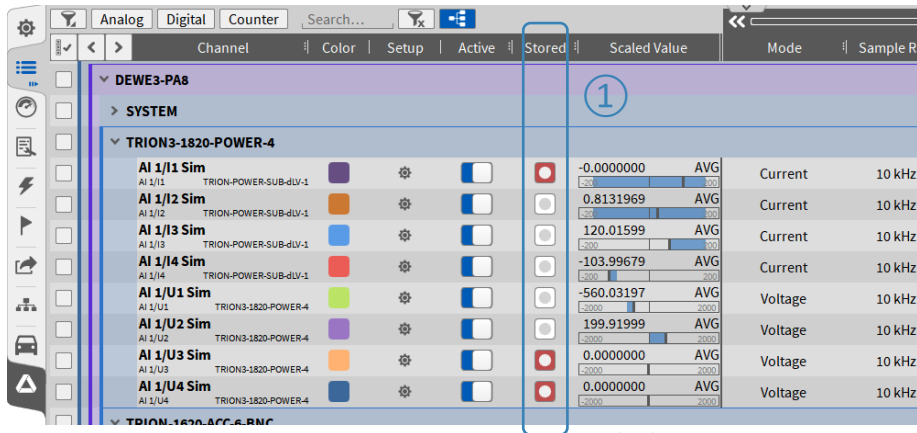 Analog Digital Counter Search...
Channel Color Setup Active Stored Scaled Value Mode Sample R
DEWE3-PA8
1
SYSTEM
TRION3-1820-POWER-4
AI 1/I1 Sim -0.0000000 AVG
AI 1/I1 TRION-POWER-SUB-dLV-1 -200 200 Current 10 kHz
AI 1/I2 Sim 0.8131969 AVG
AI 1/I2 TRION-POWER-SUB-dLV-1 -200 200 Current 10 kHz
AI 1/I3 Sim 120.01599 AVG
AI 1/I3 TRION-POWER-SUB-dLV-1 -200 200 Current 10 kHz
AI 1/I4 Sim -103.99679 AVG
AI 1/I4 TRION-POWER-SUB-dLV-1 -200 200 Current 10 kHz
AI 1/U1 Sim -560.03197 AVG
AI 1/U1 TRION3-1820-POWER-4 -2000 2000 Voltage 10 kHz
AI 1/U2 Sim 199.91999 AVG
AI 1/U2 TRION3-1820-POWER-4 -2000 2000 Voltage 10 kHz
AI 1/U3 Sim 0.0000000 AVG
AI 1/U3 TRION3-1820-POWER-4 -2000 2000 Voltage 10 kHz
AI 1/U4 Sim 0.0000000 AVG
AI 1/U4 TRION3-1820-POWER-4 -2000 2000 Voltage 10 kHz
TRION-1620-ACC-6-BNC